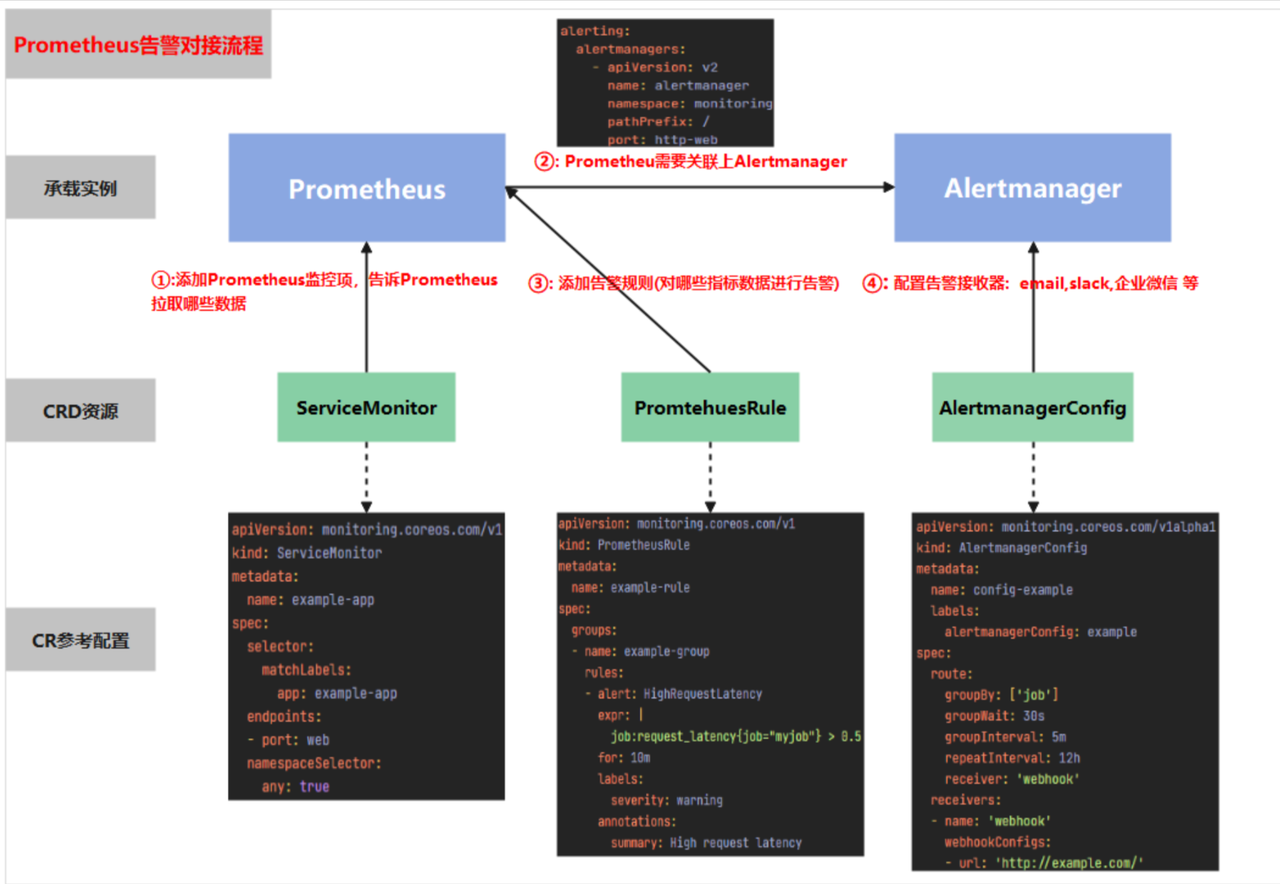 Prometheus告警对接流程
alerting:
alertmanagers:
- apiVersion: v2
name: alertmanager
namespace: monitoring
pathPrefix: /
port: http-web
承载实例
Prometheus
②: Prometheu需要关联上Alertmanager
Alertmanager
①:添加Prometheus监控项，告诉Prometheus
拉取哪些数据
③: 添加告警规则(对哪些指标数据进行告警)
④: 配置告警接收器: email,slack,企业微信 等
CRD资源
ServiceMonitor
PromtehuesRule
AlertmanagerConfig
CR参考配置
apiVersion: monitoring.coreos.com/v1
kind: ServiceMonitor
metadata:
name: example-app
spec:
selector:
matchLabels:
app: example-app
endpoints:
- port: web
namespaceSelector:
any: true
apiVersion: monitoring.coreos.com/v1
kind: PrometheusRule
metadata:
name: example-rule
spec:
groups:
- name: example-group
rules:
- alert: HighRequestLatency
expr: |
job:request_latency{job="myjob"} > 0.5
for: 10m
labels:
severity: warning
annotations:
summary: High request latency
apiVersion: monitoring.coreos.com/v1alpha1
kind: AlertmanagerConfig
metadata:
name: config-example
labels:
alertmanagerConfig: example
spec:
route:
groupBy: ['job']
groupWait: 30s
groupInterval: 5m
repeatInterval: 12h
receiver: 'webhook'
receivers:
- name: 'webhook'
webhookConfigs:
- url: 'http://example.com/'